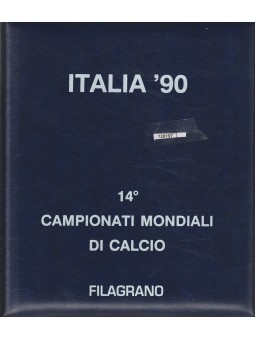 ITALIA '90
14°
CAMPIONATI MONDIALI
DI CALCIO
FILAGRANO